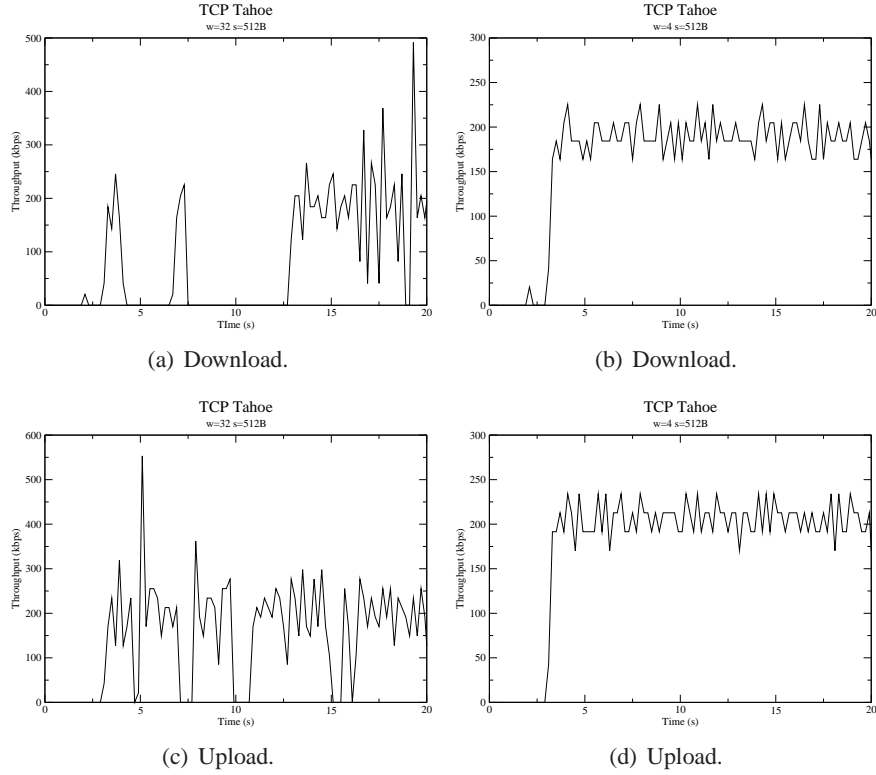 TCP Tahoe
w=32 s=512B
500
400
300
200
100
0
Throughput (kbps)
0
5
10
15
20
TIme (s)
(a) Download.
TCP Tahoe
w=4 s=512B
300
250
200
150
100
50
0
Throughput (kbps)
0
5
10
15
20
Time (s)
(b) Download.
TCP Tahoe
w=32 s=512B
600
500
400
300
200
100
0
Throughput (kbps)
0
5
10
15
20
Time (s)
(c) Upload.
TCP Tahoe
w=4 s=512B
300
250
200
150
100
50
0
Throughput (kbps)
0
5
10
15
20
Time (s)
(d) Upload.